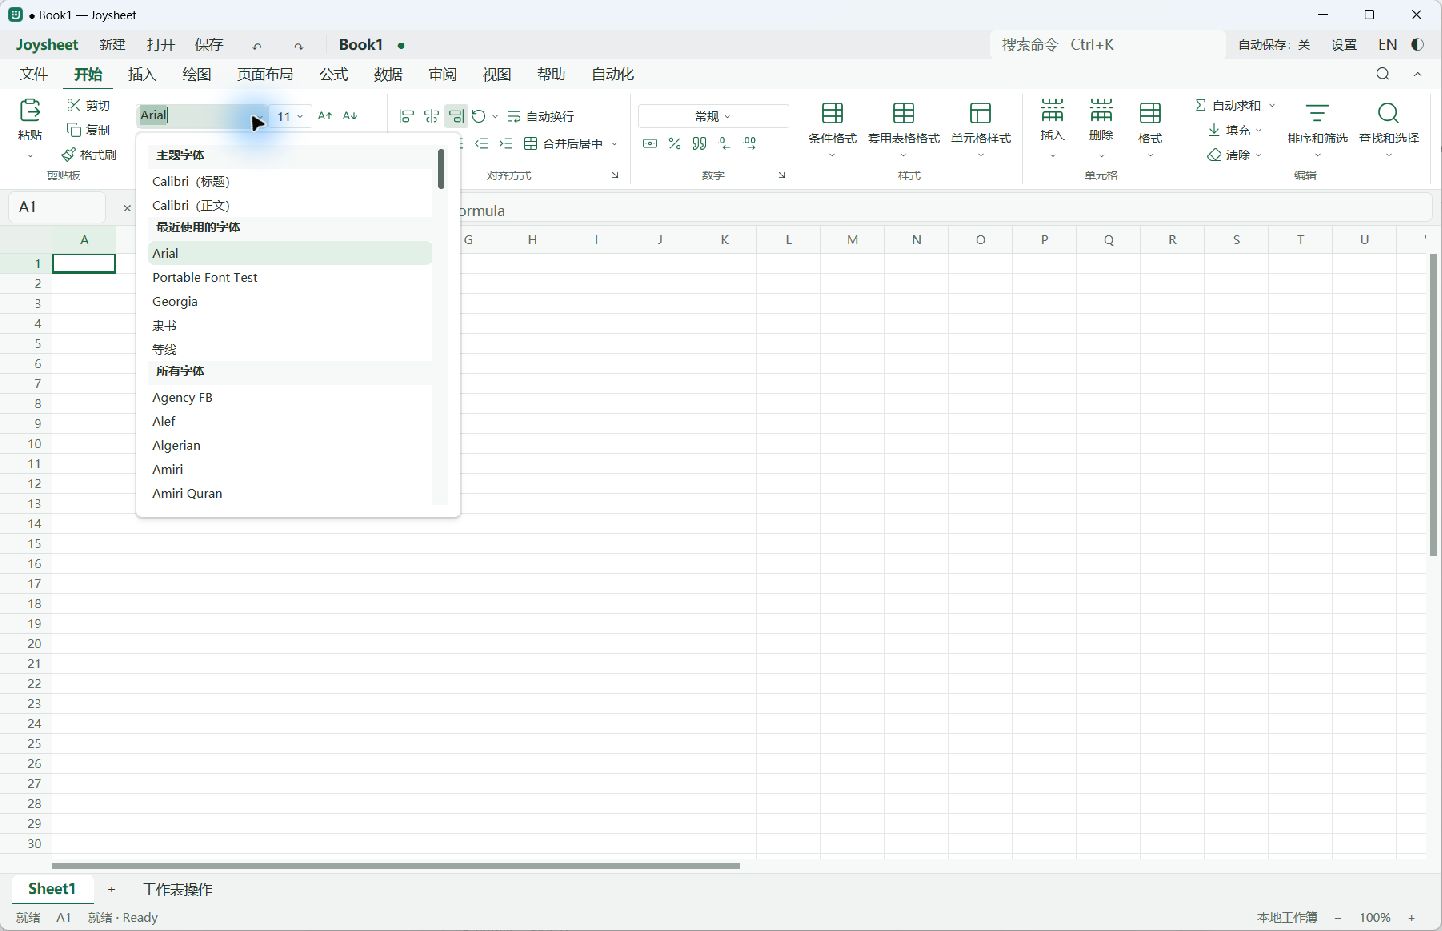 ● Book1 — Joysheet
Joysheet 新建 打开 保存 Book1 ● 搜索命令 Ctrl+K 自动保存: 关 设置 EN
文件 开始 插入 绘图 页面布局 公式 数据 审阅 视图 帮助 自动化
粘贴 剪切 复制 格式刷 剪贴板
Arial 11 A A
自动换行
合并后居中
对齐方式
常规
数字
条件格式 套用表格格式 单元格样式
样式
插入 删除 格式
单元格
自动求和
填充
清除
排序和筛选 查找和选择
编辑
A1 × ormula
主题字体
Calibri (标题)
Calibri (正文)
最近使用的字体
Arial
Portable Font Test
Georgia
隶书
等线
所有字体
Agency FB
Alef
Algerian
Amiri
Amiri Quran
A G H I J K L M N O P Q R S T U
1
2
3
4
5
6
7
8
9
10
11
12
13
14
15
16
17
18
19
20
21
22
23
24
25
26
27
28
29
30
Sheet1 + 工作表操作
就绪 A1 就绪 · Ready 本地工作簿 − 100% +